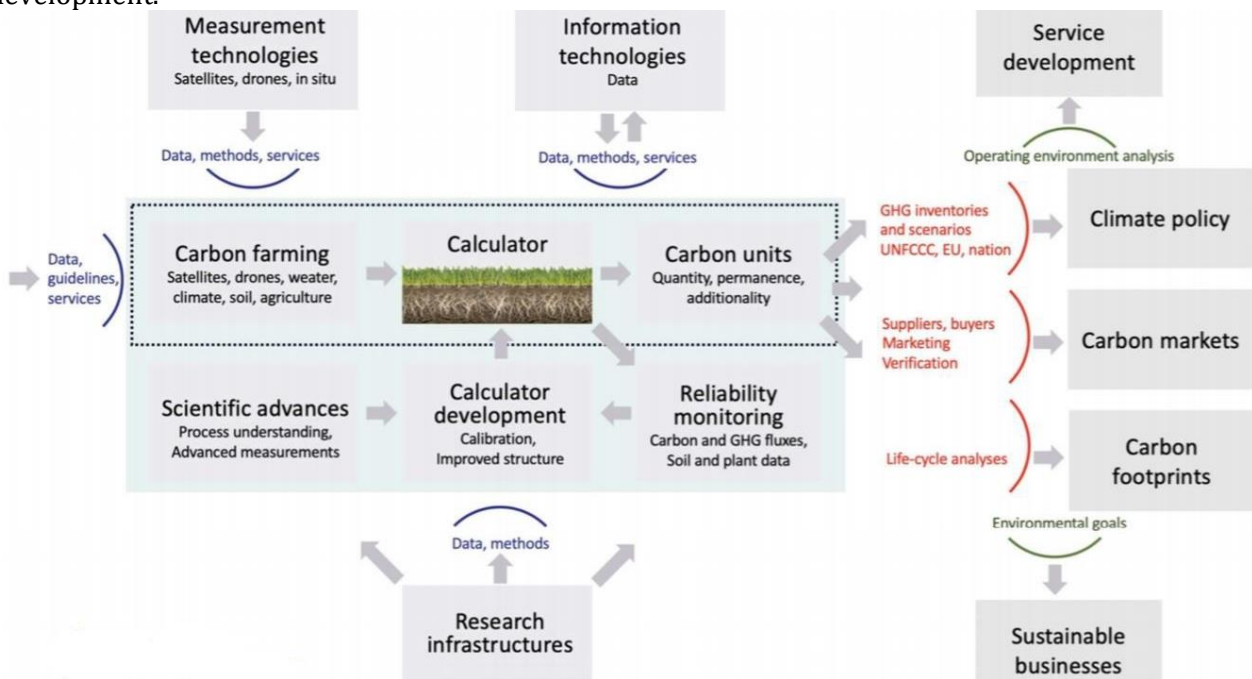 development.
Measurement
technologies
Satellites, drones, in situ
Information
technologies
Data
Service
development
Data, methods, services
Data, methods, services
Operating environment analysis
Data,
guidelines,
services
Carbon farming
Satellites, drones, weater,
climate, soil, agriculture
Calculator
Carbon units
Quantity, permanence,
additionality
GHG inventories
and scenarios
UNFCCC, EU, nation
Climate policy
Suppliers, buyers
Marketing
Verification
Carbon markets
Scientific advances
Process understanding,
Advanced measurements
Calculator
development
Calibration,
Improved structure
Reliability
monitoring
Carbon and GHG fluxes,
Soil and plant data
Life-cycle analyses
Carbon
footprints
Data, methods
Environmental goals
Research
infrastructures
Sustainable
businesses